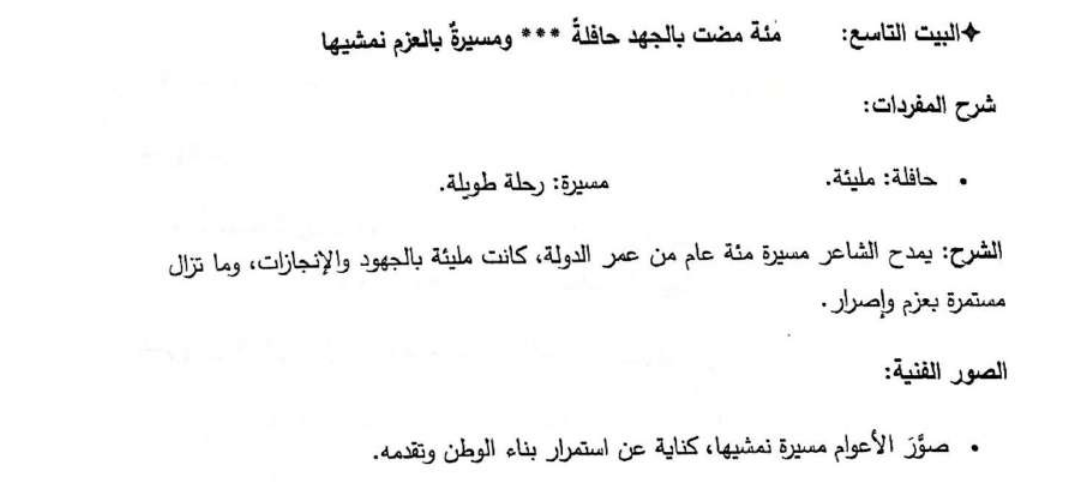 ✦البيت التاسع: مَئة مضت بالجهد حافلةً *** ومسيرةٌ بالعزم نمشيها
شرح المفردات:
• حافلة: مليئة. مسيرة: رحلة طويلة.
الشرح: يمدح الشاعر مسيرة مئة عام من عمر الدولة، كانت مليئة بالجهود والإنجازات، وما تزال
مستمرة بعزم وإصرار.
الصور الفنية:
• صوَّرَ الأعوام مسيرة نمشيها، كناية عن استمرار بناء الوطن وتقدمه.